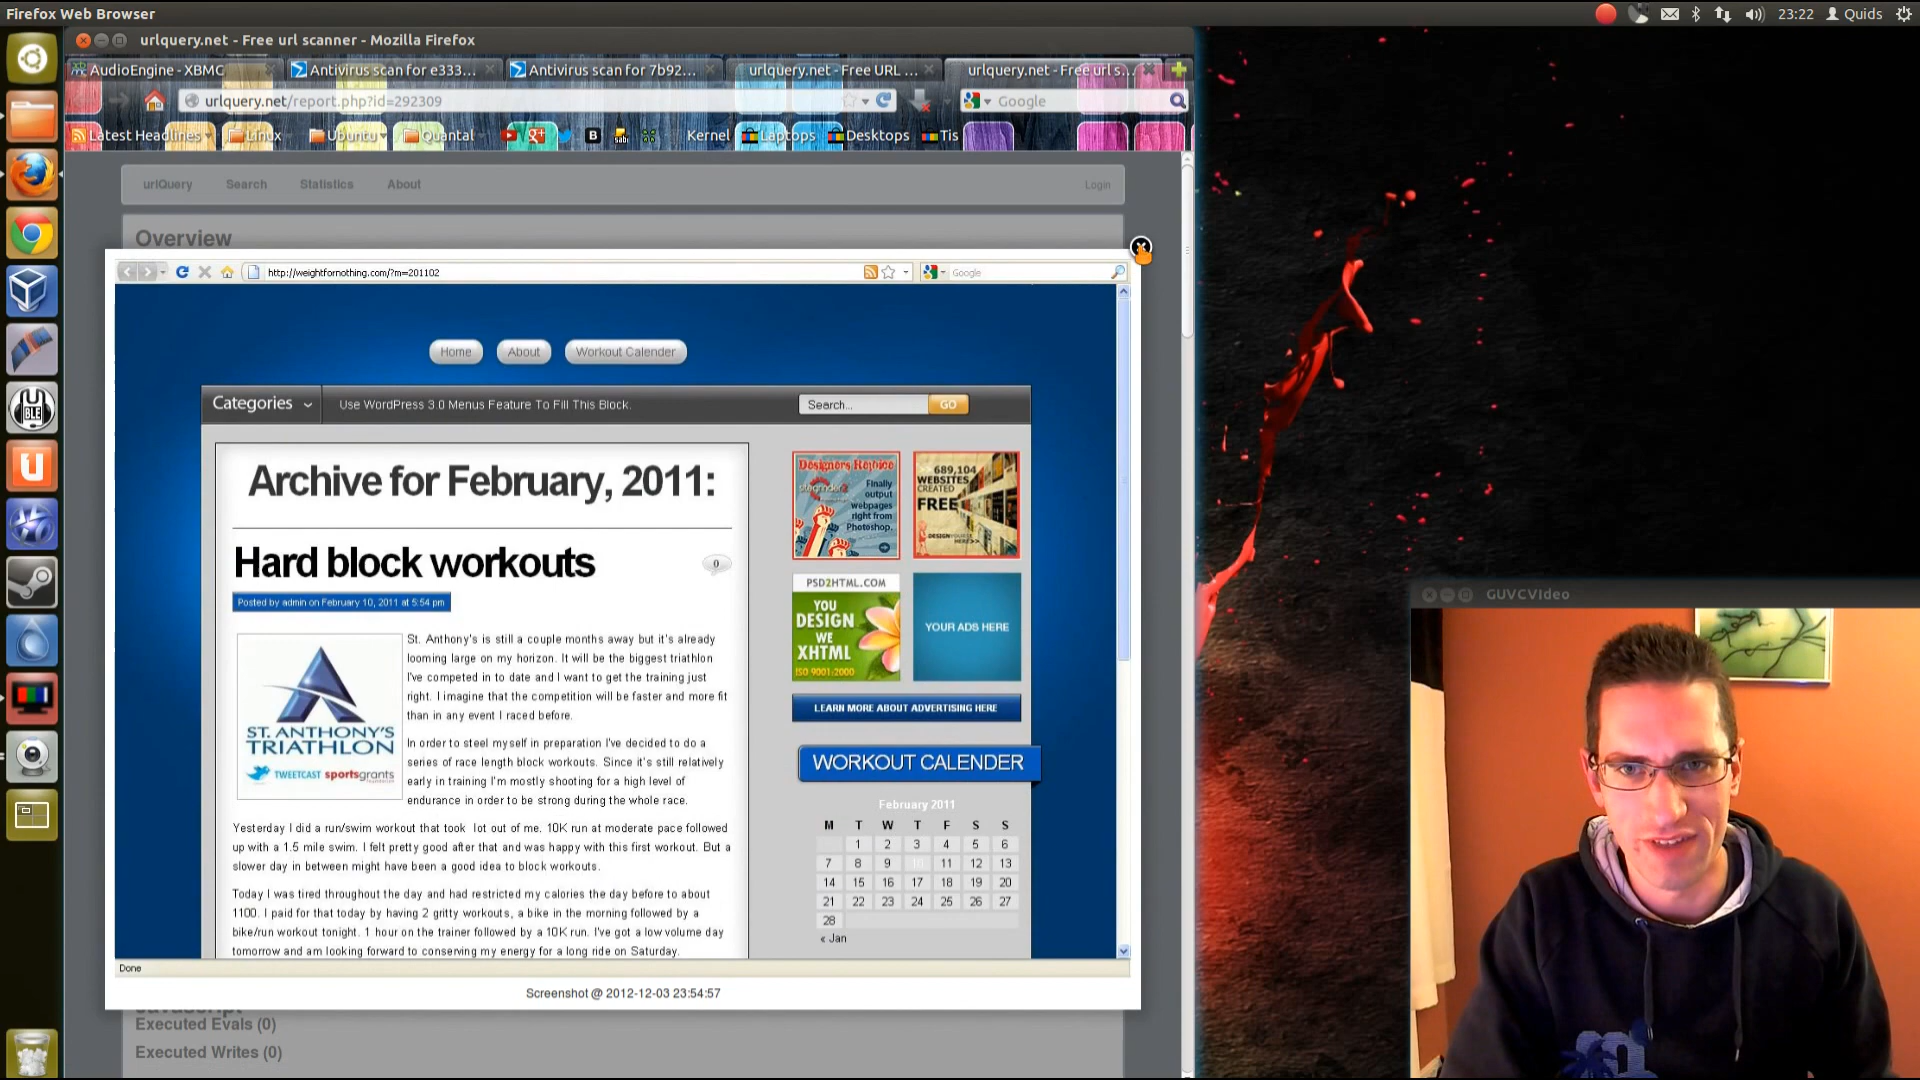 Firefox Web Browser
23:22
Quids
urlquery.net - Free url scanner - Mozilla Firefox
AudioEngine - XBMC
Antivirus scan for e333...
Antivirus scan for 7b92...
urlquery.net - Free URL ...
urlquery.net - Free url s...
urlquery.net/report.php?id=292309
Google
Latest Headlines
Linux
Ubuntu
Quantal
Kernel
Laptops
Desktops
Tis
urlQuery
Search
Statistics
About
Login
Overview
http://weightfornothing.com/?m=201102
Google
Home
About
Workout Calender
Categories
Use WordPress 3.0 Menus Feature To Fill This Block.
Search...
GO
Archive for February, 2011:
Hard block workouts
0
Posted by admin on February 10, 2011 at 5:54 pm
ST. ANTHONY'S
TRIATHLON
TWEETCAST sportsgrants
St. Anthony's is still a couple months away but it's already
looming large on my horizon. It will be the biggest triathlon
I've competed in to date and I want to get the training just
right. I imagine that the competition will be faster and more fit
than in any event I raced before.
In order to steel myself in preparation I've decided to do a
series of race length block workouts. Since it's still relatively
early in training I'm mostly shooting for a high level of
endurance in order to be strong during the whole race.
Yesterday I did a run/swim workout that took lot out of me. 10K run at moderate pace followed
up with a 1.5 mile swim. I felt pretty good after that and was happy with this first workout. But a
slower day in between might have been a good idea to block workouts.
Today I was tired throughout the day and had restricted my calories the day before to about
1100. I paid for that today by having 2 gritty workouts, a bike in the morning followed by a
bike/run workout tonight. 1 hour on the trainer followed by a 10K run. I've got a low volume day
tomorrow and am looking forward to conserving my energy for a long ride on Saturday.
Designers Rejoice
Finally
output
webpages
right from
Photoshop.
689,104
WEBSITES
CREATED
FREE
PSD2HTML.COM
YOU
DESIGN
WE
XHTML
ISO 9001:2000
YOUR ADS HERE
LEARN MORE ABOUT ADVERTISING HERE
WORKOUT CALENDER
February 2011
M T W T F S S
1 2 3 4 5 6
7 8 9 10 11 12 13
14 15 16 17 18 19 20
21 22 23 24 25 26 27
28
« Jan
Done
Screenshot @ 2012-12-03 23:54:57
Executed Evals (0)
Executed Writes (0)
GUVCVideo